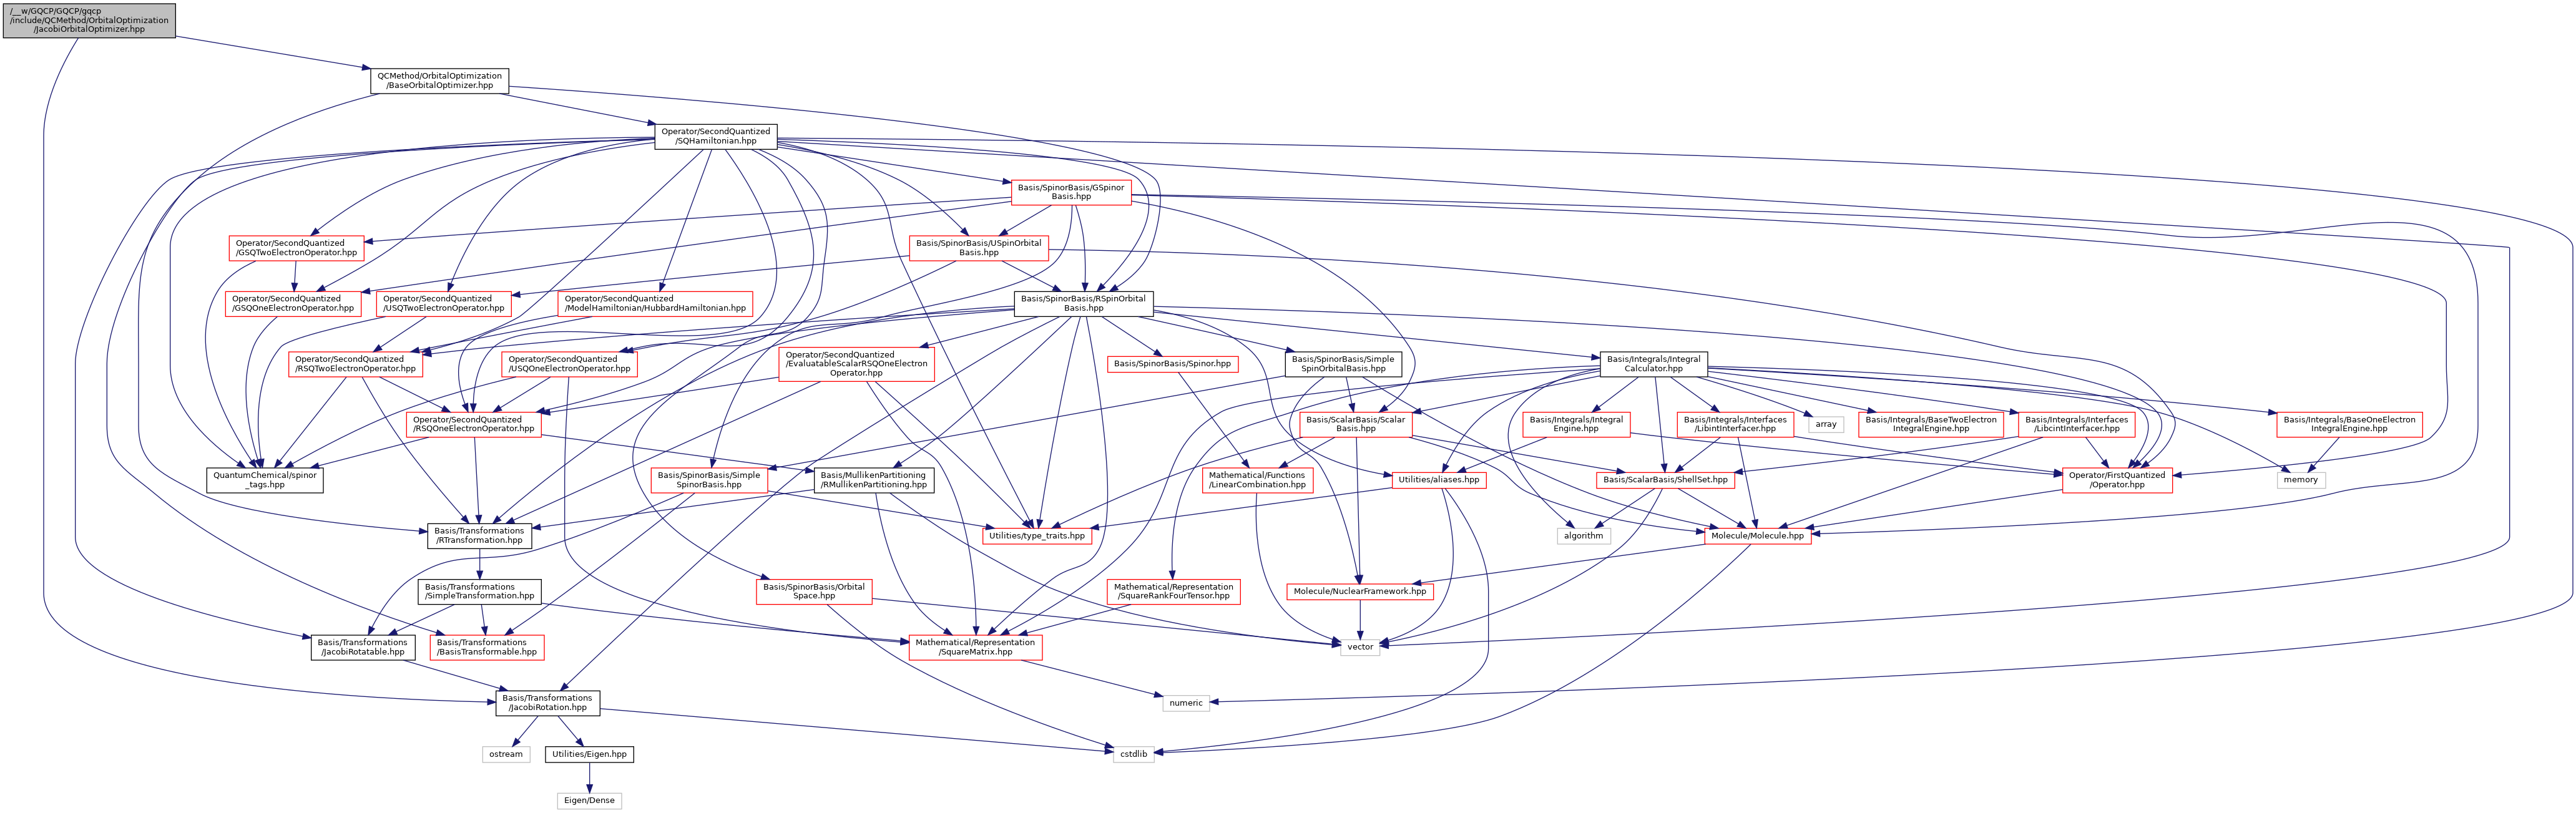 /__w/GQCP/GQCP/gqcp
/include/QCMethod/OrbitalOptimization
/JacobiOrbitalOptimizer.hpp
QCMethod/OrbitalOptimization
/BaseOrbitalOptimizer.hpp
Operator/SecondQuantized
/SQHamiltonian.hpp
Basis/SpinorBasis/GSpinor
Basis.hpp
Operator/SecondQuantized
/GSQTwoElectronOperator.hpp
Basis/SpinorBasis/USpinOrbital
Basis.hpp
Operator/SecondQuantized
/GSQOneElectronOperator.hpp
Operator/SecondQuantized
/USQTwoElectronOperator.hpp
Operator/SecondQuantized
/ModelHamiltonian/HubbardHamiltonian.hpp
Basis/SpinorBasis/RSpinOrbital
Basis.hpp
Operator/SecondQuantized
/RSQTwoElectronOperator.hpp
Operator/SecondQuantized
/USQOneElectronOperator.hpp
Operator/SecondQuantized
/EvaluatableScalarRSQOneElectron
Operator.hpp
Basis/SpinorBasis/Spinor.hpp
Basis/SpinorBasis/Simple
SpinOrbitalBasis.hpp
Basis/Integrals/Integral
Calculator.hpp
Operator/SecondQuantized
/RSQOneElectronOperator.hpp
Basis/ScalarBasis/Scalar
Basis.hpp
Basis/Integrals/Integral
Engine.hpp
Basis/Integrals/Interfaces
/LibintInterfacer.hpp
array
Basis/Integrals/BaseTwoElectron
IntegralEngine.hpp
Basis/Integrals/Interfaces
/LibcintInterfacer.hpp
Basis/Integrals/BaseOneElectron
IntegralEngine.hpp
QuantumChemical/spinor
_tags.hpp
Basis/SpinorBasis/Simple
SpinorBasis.hpp
Basis/MullikenPartitioning
/RMullikenPartitioning.hpp
Mathematical/Functions
/LinearCombination.hpp
Utilities/aliases.hpp
Basis/ScalarBasis/ShellSet.hpp
Operator/FirstQuantized
/Operator.hpp
memory
Basis/Transformations
/RTransformation.hpp
Utilities/type_traits.hpp
algorithm
Molecule/Molecule.hpp
Basis/Transformations
/SimpleTransformation.hpp
Basis/SpinorBasis/Orbital
Space.hpp
Mathematical/Representation
/SquareRankFourTensor.hpp
Molecule/NuclearFramework.hpp
Basis/Transformations
/JacobiRotatable.hpp
Basis/Transformations
/BasisTransformable.hpp
Mathematical/Representation
/SquareMatrix.hpp
vector
Basis/Transformations
/JacobiRotation.hpp
numeric
ostream
Utilities/Eigen.hpp
cstdlib
Eigen/Dense